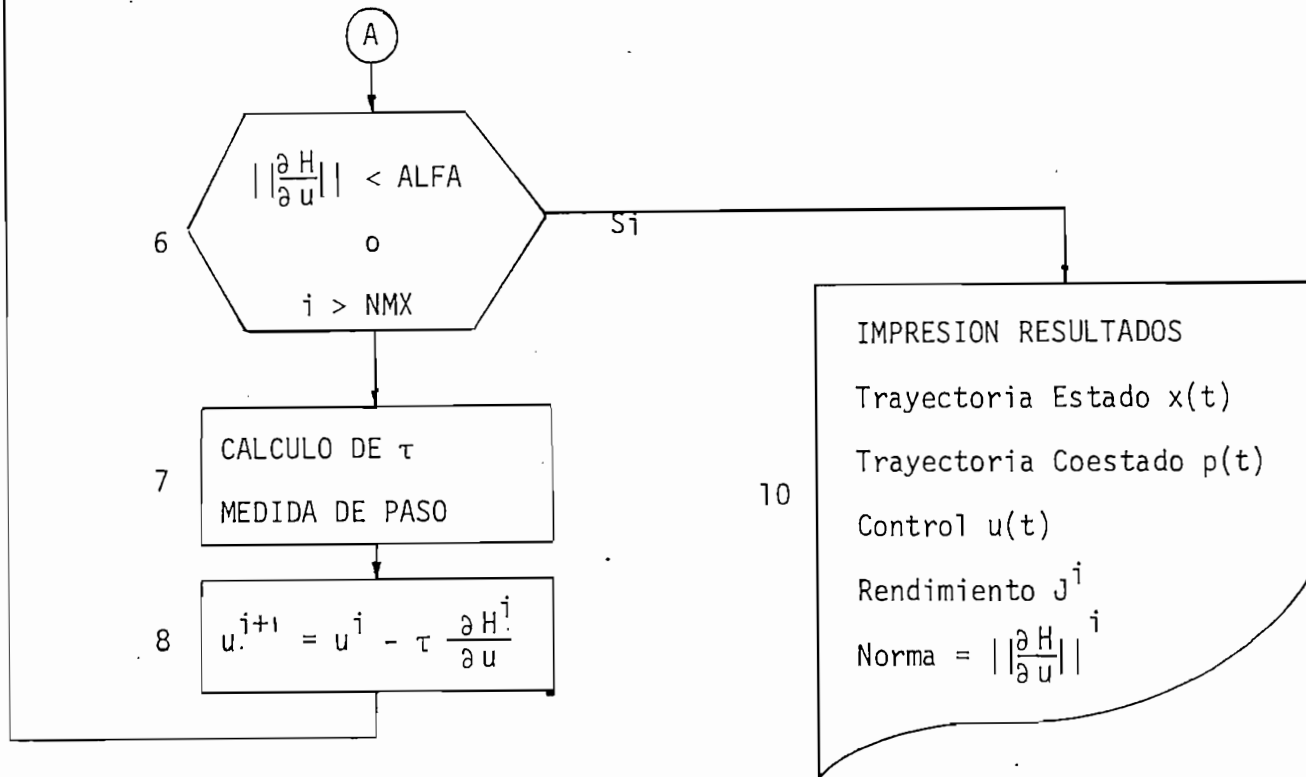 A
||∂H/∂u|| < ALFA
6
o
Si
i > NMX
IMPRESION RESULTADOS
Trayectoria Estado x(t)
CALCULO DE τ
Trayectoria Coestado p(t)
7
10
MEDIDA DE PASO
Control u(t)
Rendimiento J^i
8
u^{i+1} = u^i - τ ∂H^i/∂u
Norma = ||∂H/∂u||^i